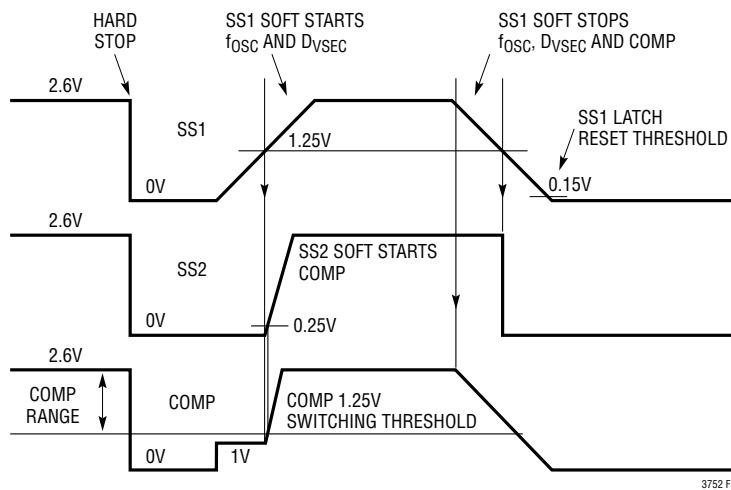 HARD
STOP
SS1 SOFT STARTS
fOSC AND DVSEC
SS1 SOFT STOPS
fOSC, DVSEC AND COMP
2.6V
SS1
1.25V
SS1 LATCH
RESET THRESHOLD
0V
0.15V
2.6V
SS2
SS2 SOFT STARTS
COMP
0V
0.25V
2.6V
COMP
RANGE
COMP
COMP 1.25V
SWITCHING THRESHOLD
0V
1V
3752 F